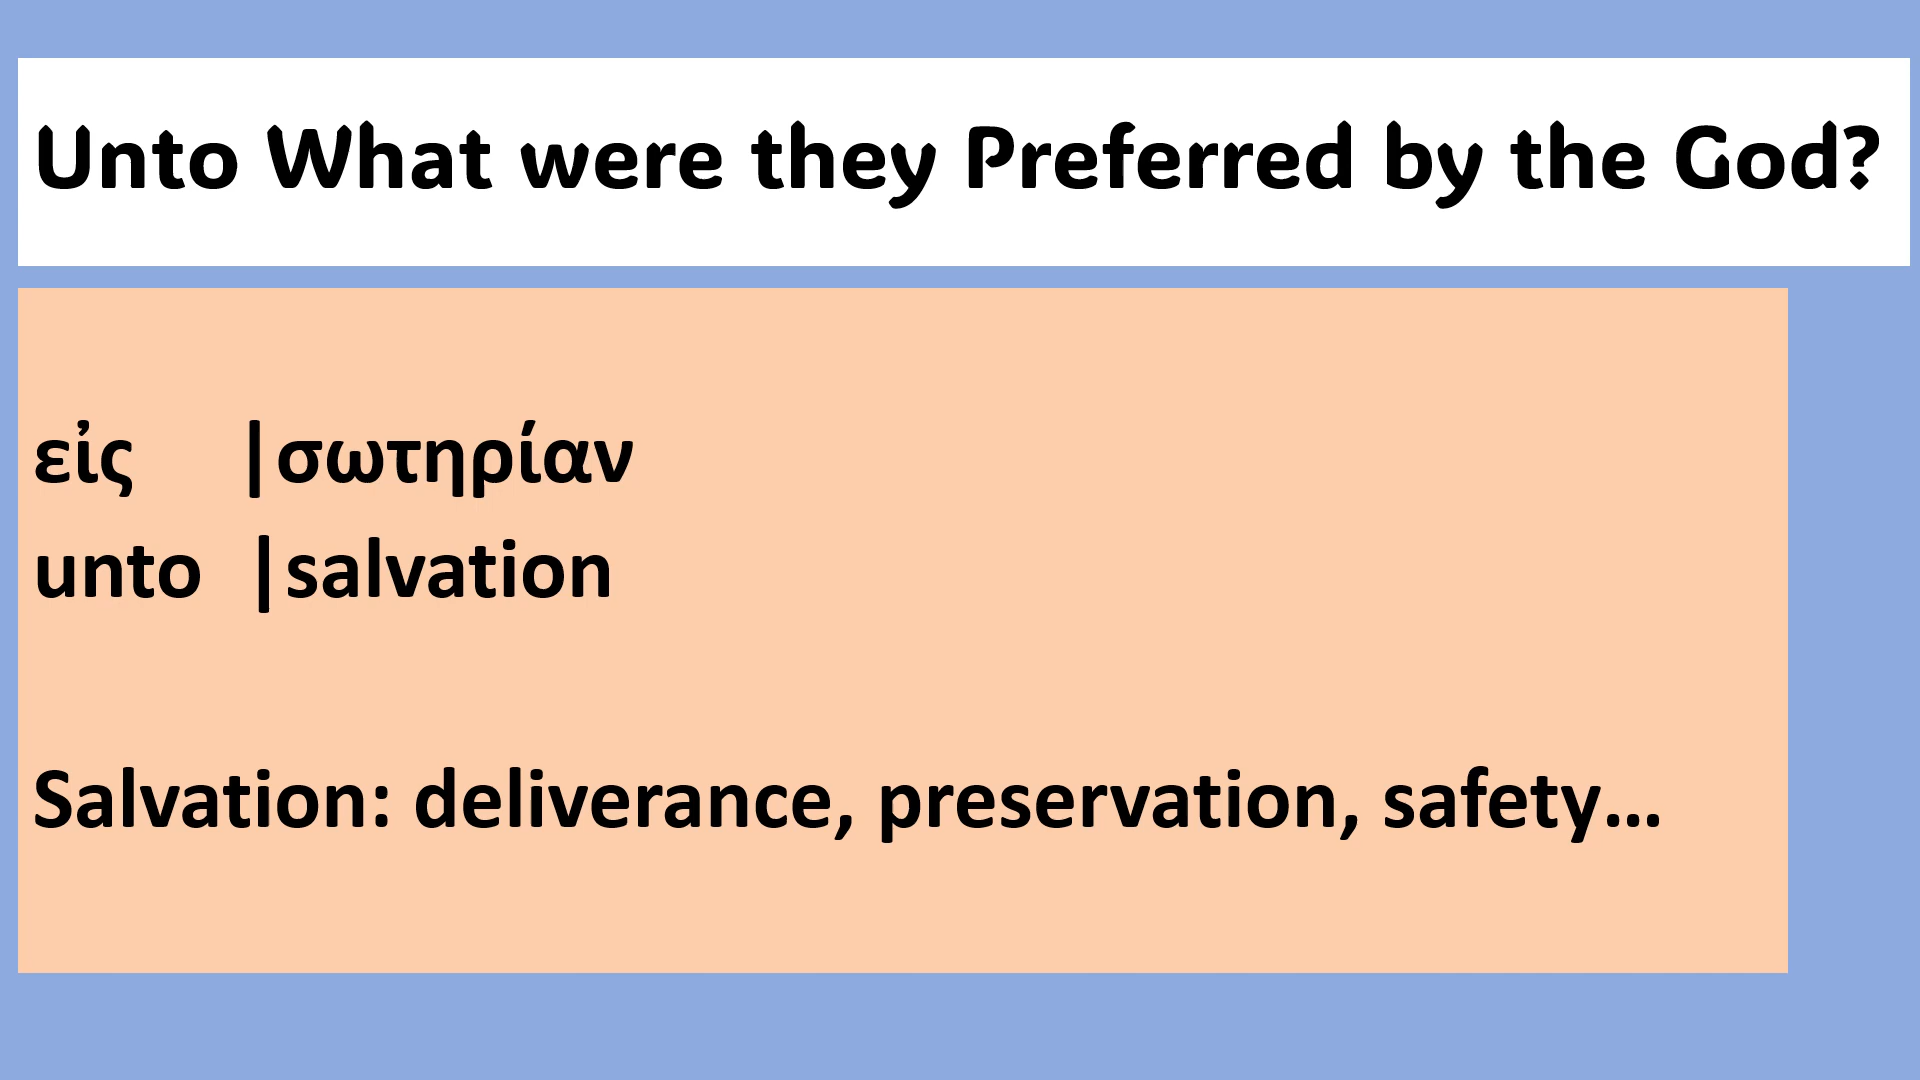 Unto What were they Preferred by the God?
εἰς |σωτηρίαν
unto |salvation
Salvation: deliverance, preservation, safety...